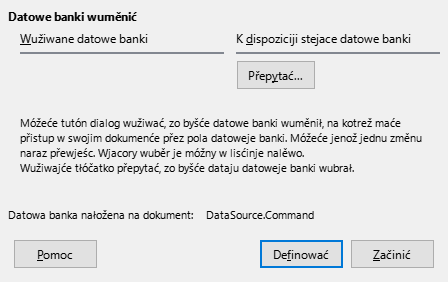 Datowe banki wuměnić
Wužiwane datowe banki
K dispoziciji stejace datowe banki
Přepytać...
Móžeće tutón dialog wužiwać, zo byšće datowe banki wuměnił, na kotrež maće
přistup w swojim dokumenće přez pola datoweje banki. Móžeće jenož jednu změnu
naraz přewjesć. Wjacory wuběr je móžny w lisćinje nalěwo.
Wužiwajće tłóčatko přepytać, zo byšće dataju datoweje banki wubrał.
Datowa banka nałožena na dokument: DataSource.Command
Pomoc
Definować
Začinić